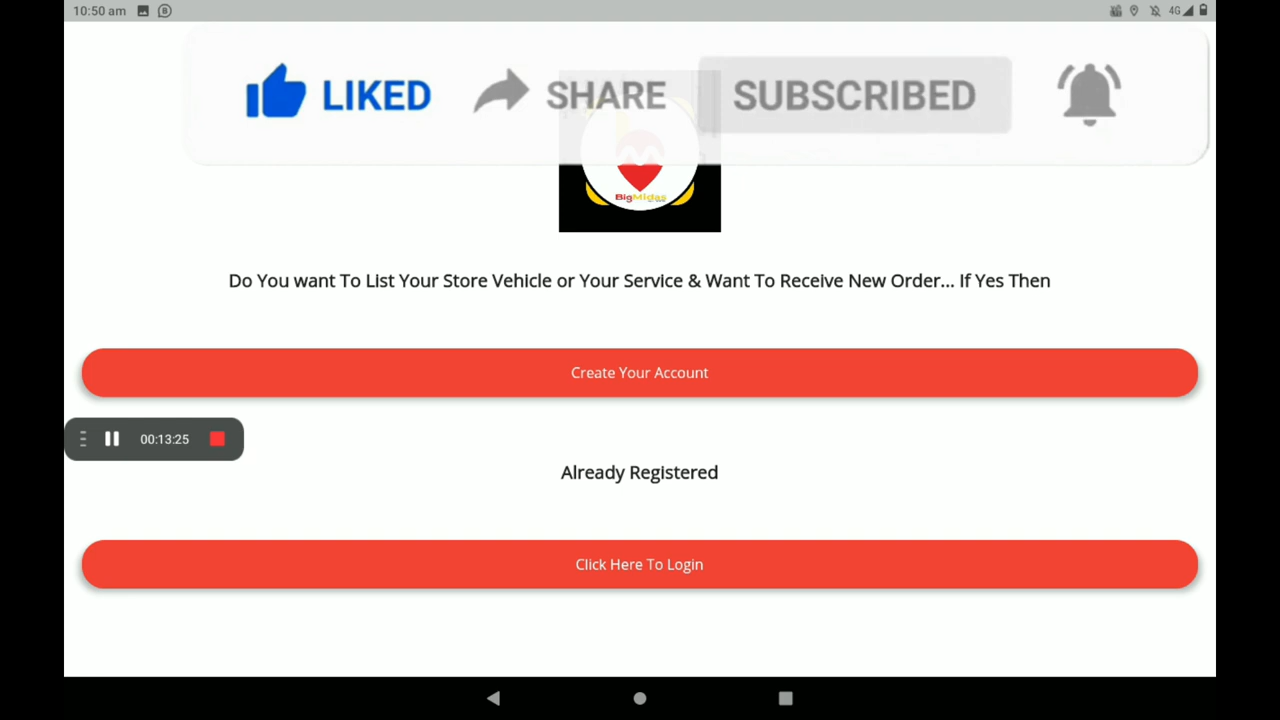 10:50 am
4G
LIKED
SHARE
SUBSCRIBED
BigMidas
Do You want To List Your Store Vehicle or Your Service & Want To Receive New Order... If Yes Then
Create Your Account
00:13:25
Already Registered
Click Here To Login